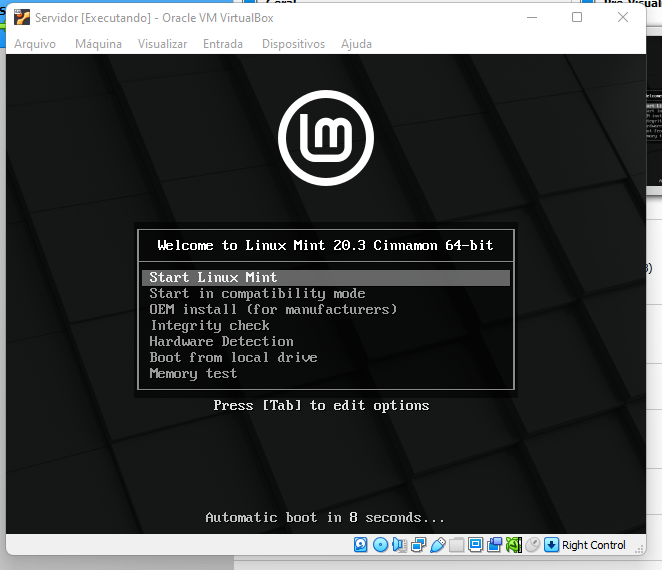 Servidor [Executando] - Oracle VM VirtualBox
Arquivo Máquina Visualizar Entrada Dispositivos Ajuda
lm
Welcome to Linux Mint 20.3 Cinnamon 64-bit
Start Linux Mint
Start in compatibility mode
OEM install (for manufacturers)
Integrity check
Hardware Detection
Boot from local drive
Memory test
Press [Tab] to edit options
Automatic boot in 8 seconds...
Right Control